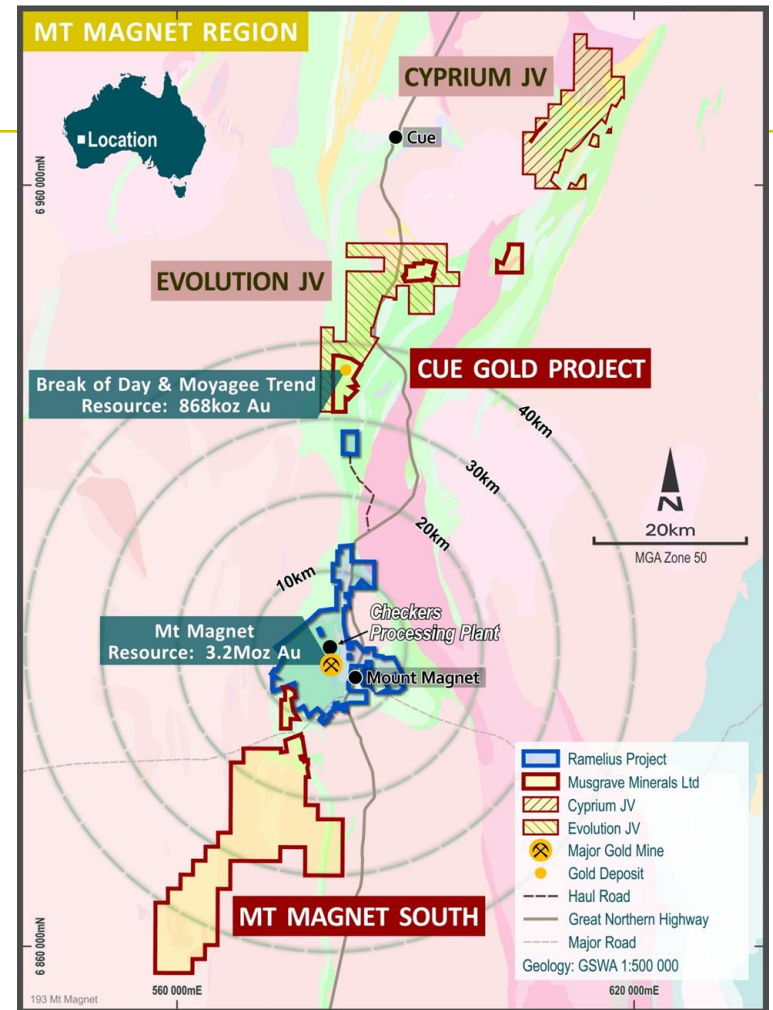 MT MAGNET REGION
CYPRIUM JV
Location
Cue
6 960 000mN
EVOLUTION JV
CUE GOLD PROJECT
Break of Day & Moyagee Trend
Resource: 868koz Au
40km
30km
20km
10km
N
20km
MGA Zone 50
Checkers
Processing Plant
Mt Magnet
Resource: 3.2Moz Au
Mount Magnet
MT MAGNET SOUTH
Ramelius Project
Musgrave Minerals Ltd
Cyprium JV
Evolution JV
Major Gold Mine
Gold Deposit
Haul Road
Great Northern Highway
Major Road
Geology: GSWA 1:500 000
6 860 000mN
193 Mt Magnet
560 000mE
620 000mE